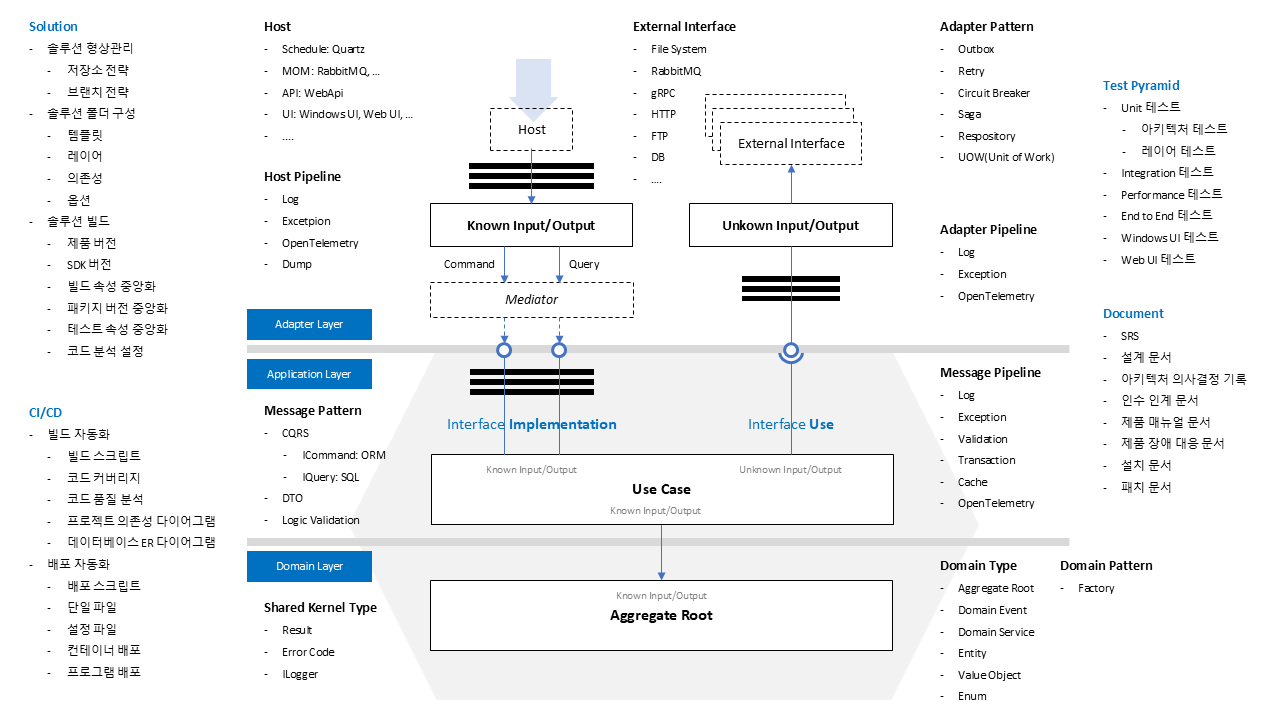 Solution
- 솔루션 형상관리
- 저장소 전략
- 브랜치 전략
- 솔루션 폴더 구성
- 템플릿
- 레이어
- 의존성
- 옵션
- 솔루션 빌드
- 제품 버전
- SDK 버전
- 빌드 속성 중앙화
- 패키지 버전 중앙화
- 테스트 속성 중앙화
- 코드 분석 설정
CI/CD
- 빌드 자동화
- 빌드 스크립트
- 코드 커버리지
- 코드 품질 분석
- 프로젝트 의존성 다이어그램
- 데이터베이스 ER 다이어그램
- 배포 자동화
- 배포 스크립트
- 단일 파일
- 설정 파일
- 컨테이너 배포
- 프로그램 배포
Host
- Schedule: Quartz
- MOM: RabbitMQ, ...
- API: WebApi
- UI: Windows UI, Web UI, ...
- ....
Host Pipeline
- Log
- Excetpion
- OpenTelemetry
- Dump
Host
Known Input/Output
Command
Query
Mediator
External Interface
- File System
- RabbitMQ
- gRPC
- HTTP
- FTP
- DB
- ....
External Interface
Unkown Input/Output
Adapter Pattern
- Outbox
- Retry
- Circuit Breaker
- Saga
- Respository
- UOW(Unit of Work)
Adapter Pipeline
- Log
- Exception
- OpenTelemetry
Adapter Layer
Application Layer
Message Pattern
- CQRS
- ICommand: ORM
- IQuery: SQL
- DTO
- Logic Validation
Interface Implementation
Interface Use
Known Input/Output
Unknown Input/Output
Use Case
Known Input/Output
Message Pipeline
- Log
- Exception
- Validation
- Transaction
- Cache
- OpenTelemetry
Domain Layer
Shared Kernel Type
- Result
- Error Code
- ILogger
Known Input/Output
Aggregate Root
Domain Type
- Aggregate Root
- Domain Event
- Domain Service
- Entity
- Value Object
- Enum
Domain Pattern
- Factory
Test Pyramid
- Unit 테스트
- 아키텍처 테스트
- 레이어 테스트
- Integration 테스트
- Performance 테스트
- End to End 테스트
- Windows UI 테스트
- Web UI 테스트
Document
- SRS
- 설계 문서
- 아키텍처 의사결정 기록
- 인수 인계 문서
- 제품 매뉴얼 문서
- 제품 장애 대응 문서
- 설치 문서
- 패치 문서